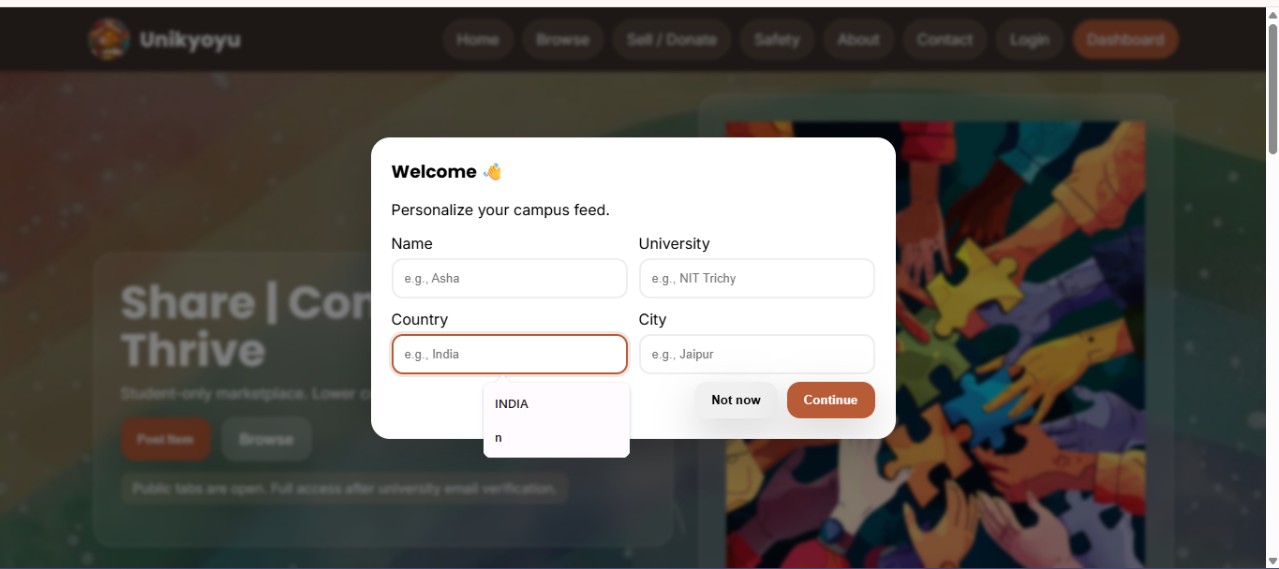 Unikyoyu
Home Browse Sell / Donate Safety About Contact Login Dashboard
Welcome 👋
Personalize your campus feed.
Name University
e.g., Asha e.g., NIT Trichy
Country City
e.g., India e.g., Jaipur
INDIA
n
Not now Continue
Share | Con
Thrive
Student-only marketplace. Lower c
Post Item Browse
Public tabs are open. Full access after university email verification.